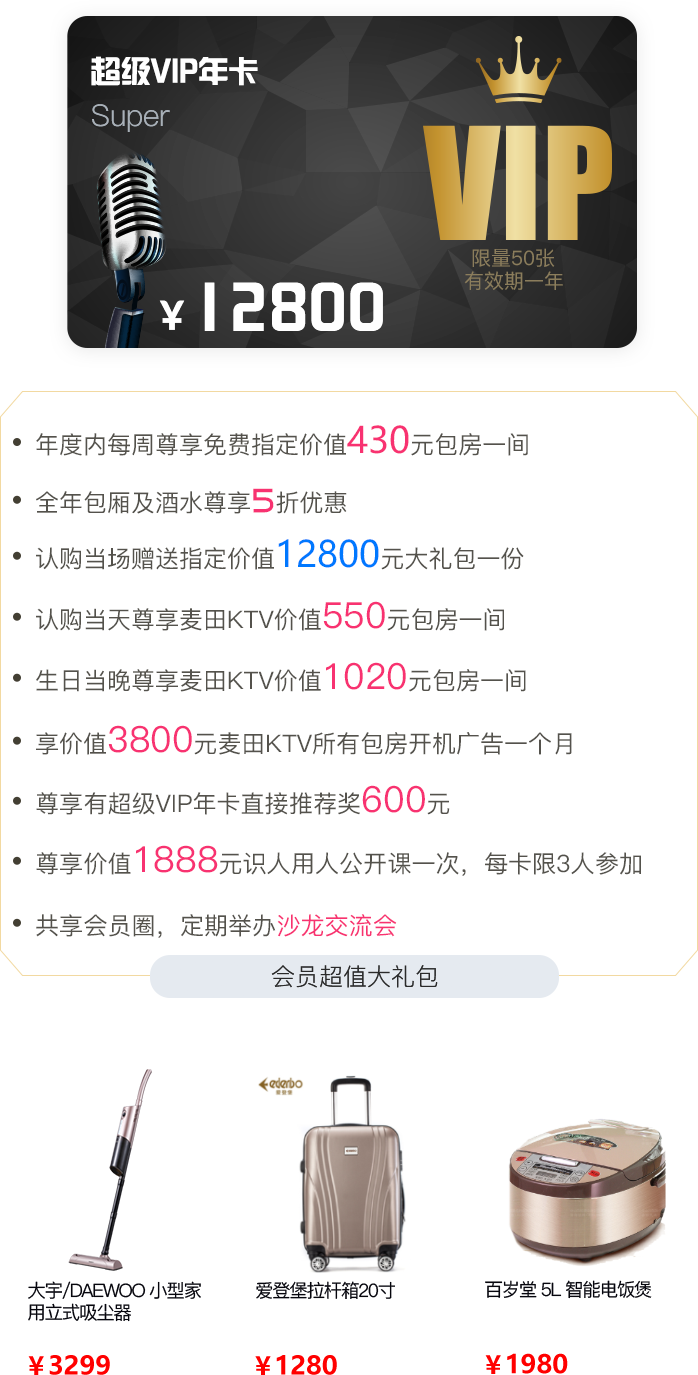 超级VIP年卡
Super
VIP
限量50张
有效期一年
¥12800
年度内每周尊享免费指定价值430元包房一间
全年包厢及酒水尊享5折优惠
认购当场赠送指定价值12800元大礼包一份
认购当天尊享麦田KTV价值550元包房一间
生日当晚尊享麦田KTV价值1020元包房一间
享价值3800元麦田KTV所有包房开机广告一个月
尊享有超级VIP年卡直接推荐奖600元
尊享价值1888元识人用人公开课一次，每卡限3人参加
共享会员圈，定期举办沙龙交流会
会员超值大礼包
ederbo
爱登堡
大宇/DAEWOO 小型家
用立式吸尘器
¥3299
爱登堡拉杆箱20寸
¥1280
百岁堂 5L 智能电饭煲
¥1980